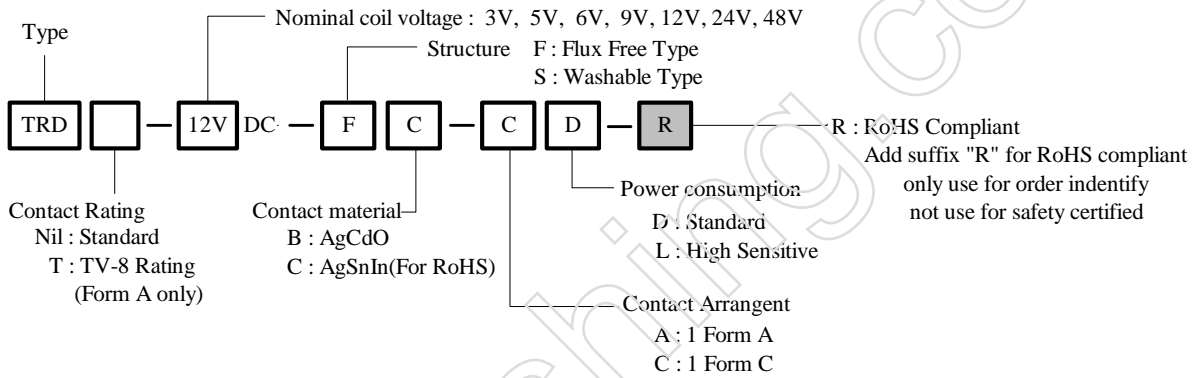 Nominal coil voltage : 3V, 5V, 6V, 9V, 12V, 24V, 48V
Type
Structure F : Flux Free Type
S : Washable Type
TRD 12V DC F C C D R
R : RoHS Compliant
Add suffix "R" for RoHS compliant
only use for order indentify
not use for safety certified
Contact Rating
Nil : Standard
T : TV-8 Rating
(Form A only)
Contact material
B : AgCdO
C : AgSnIn(For RoHS)
Power consumption
D : Standard
L : High Sensitive
Contact Arrangent
A : 1 Form A
C : 1 Form C